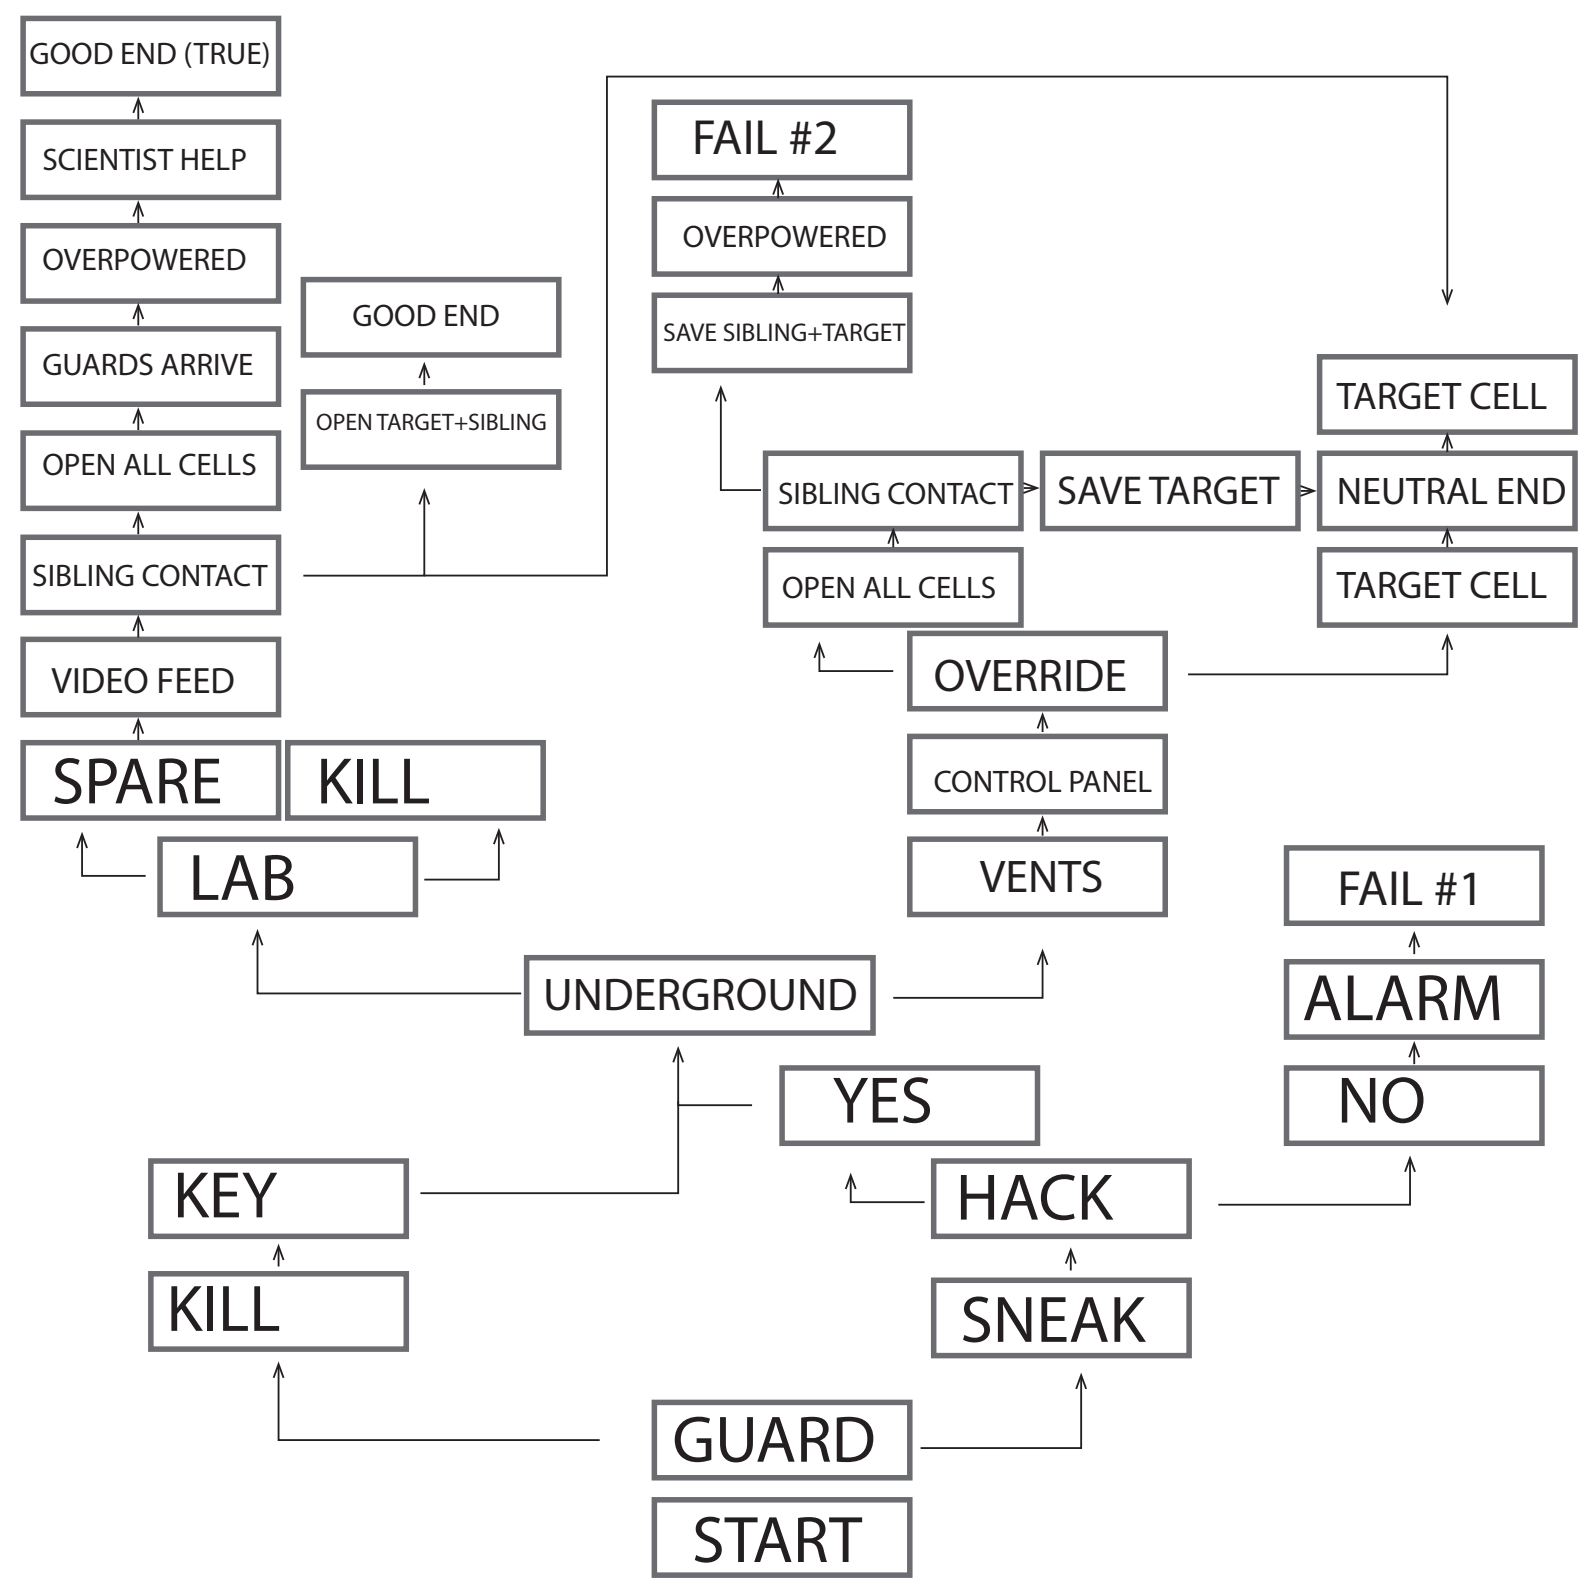 GOOD END (TRUE)
SCIENTIST HELP
OVERPOWERED
GUARDS ARRIVE
OPEN ALL CELLS
SIBLING CONTACT
VIDEO FEED
SPARE
KILL
LAB
GOOD END
OPEN TARGET+SIBLING
FAIL #2
OVERPOWERED
SAVE SIBLING+TARGET
SIBLING CONTACT
SAVE TARGET
OPEN ALL CELLS
TARGET CELL
NEUTRAL END
TARGET CELL
OVERRIDE
CONTROL PANEL
VENTS
FAIL #1
ALARM
NO
UNDERGROUND
YES
KEY
KILL
HACK
SNEAK
GUARD
START